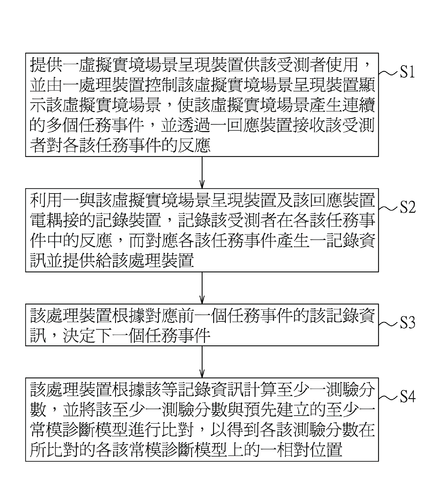 提供一虛擬實境場景呈現裝置供該受測者使用，
並由一處理裝置控制該虛擬實境場景呈現裝置顯
示該虛擬實境場景，使該虛擬實境場景產生連續
的多個任務事件，並透過一回應裝置接收該受測
者對各該任務事件的反應
S1
利用一與該虛擬實境場景呈現裝置及該回應裝置
電耦接的記錄裝置，記錄該受測者在各該任務事
件中的反應，而對應各該任務事件產生一記錄資
訊並提供給該處理裝置
S2
該處理裝置根據對應前一個任務事件的該記錄資
訊，決定下一個任務事件
S3
該處理裝置根據該等記錄資訊計算至少一測驗分
數，並將該至少一測驗分數與預先建立的至少一
常模診斷模型進行比對，以得到各該測驗分數在
所比對的各該常模診斷模型上的一相對位置
S4